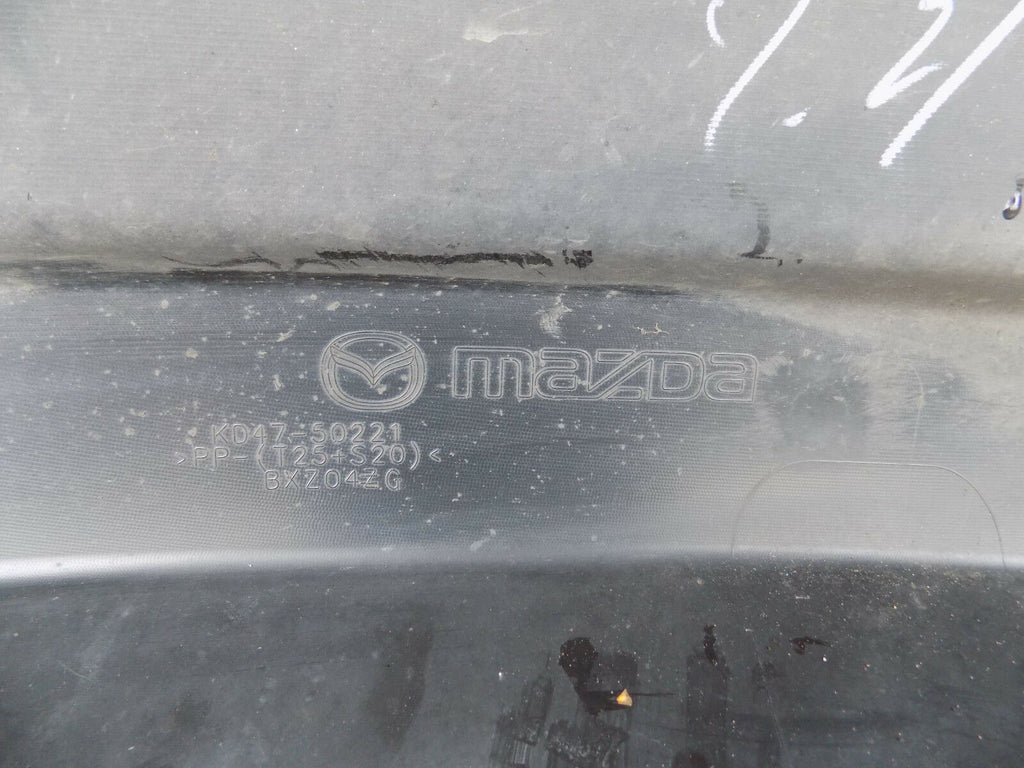 mazda
KD47-50221
>PP-(T25+S20)<
BXZ04ZG